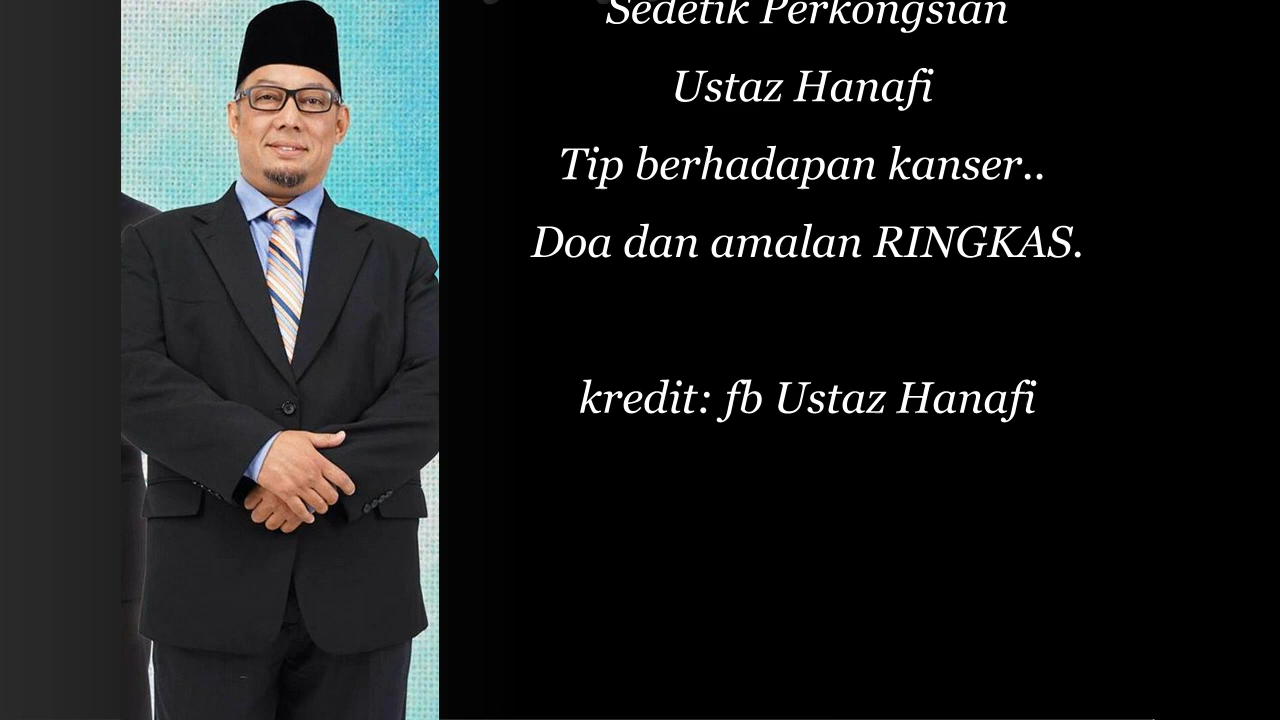 Sedetik Perkongsian
Ustaz Hanafi
Tip berhadapan kanser..
Doa dan amalan RINGKAS.
kredit: fb Ustaz Hanafi